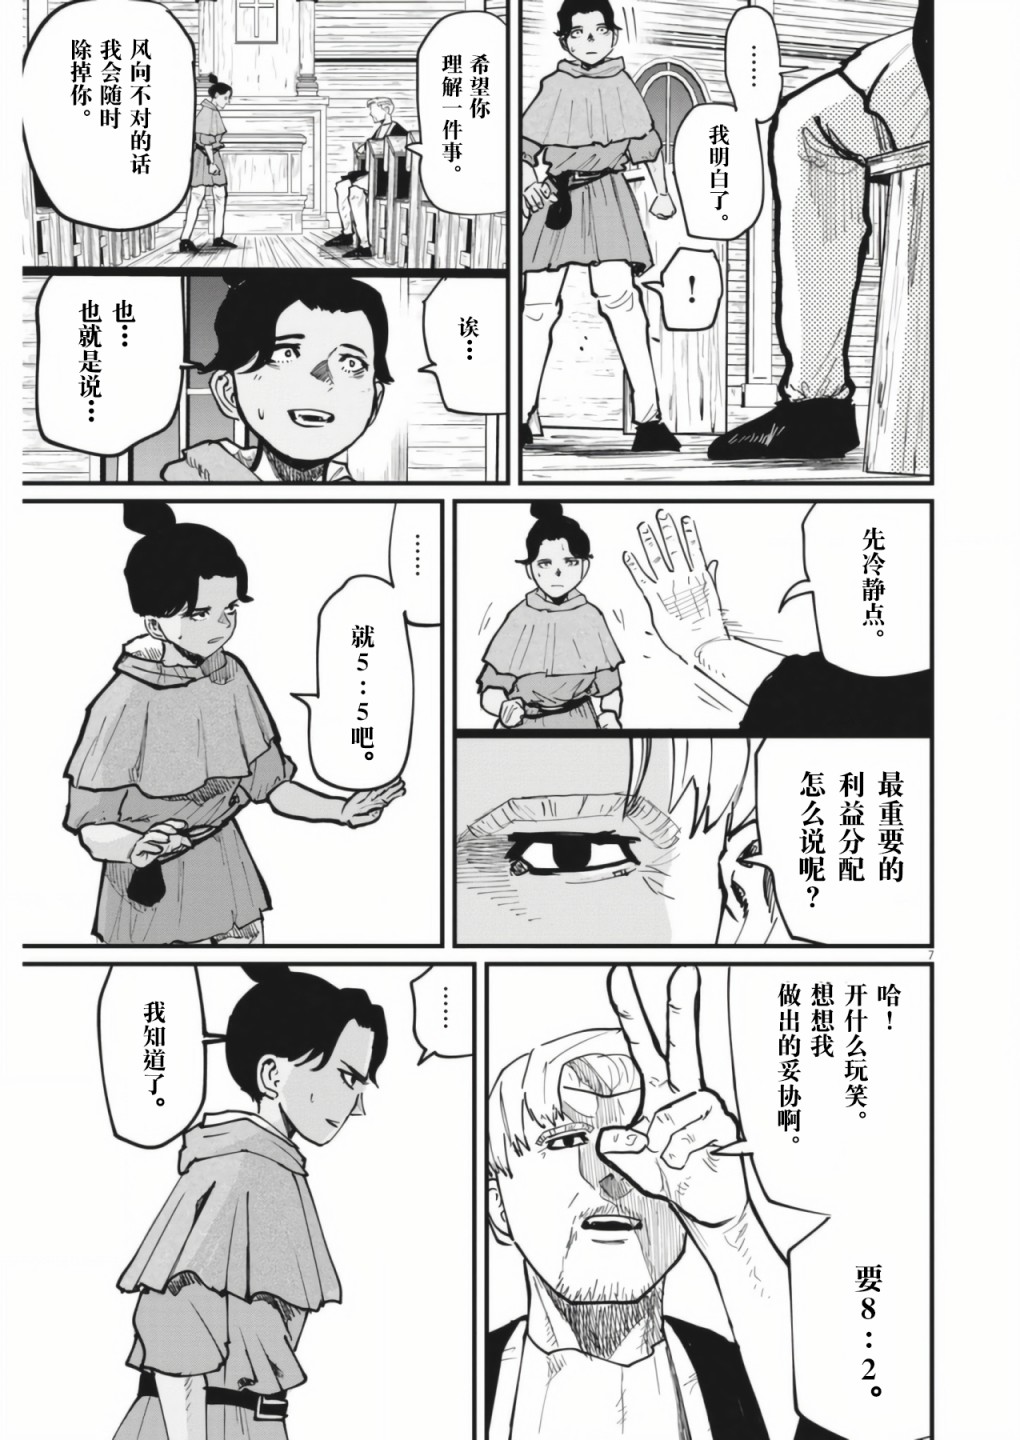 ……
我明白了。
！
希望你
理解一件事。
风向不对的话
我会随时
除掉你。
诶…
也…
也就是说…
先冷静点。
最重要的
利益分配
怎么说呢？
……
就5:5吧。
7
哈！
开什么玩笑。
想想我
做出的妥协啊。
要8:2。
……
我知道了。